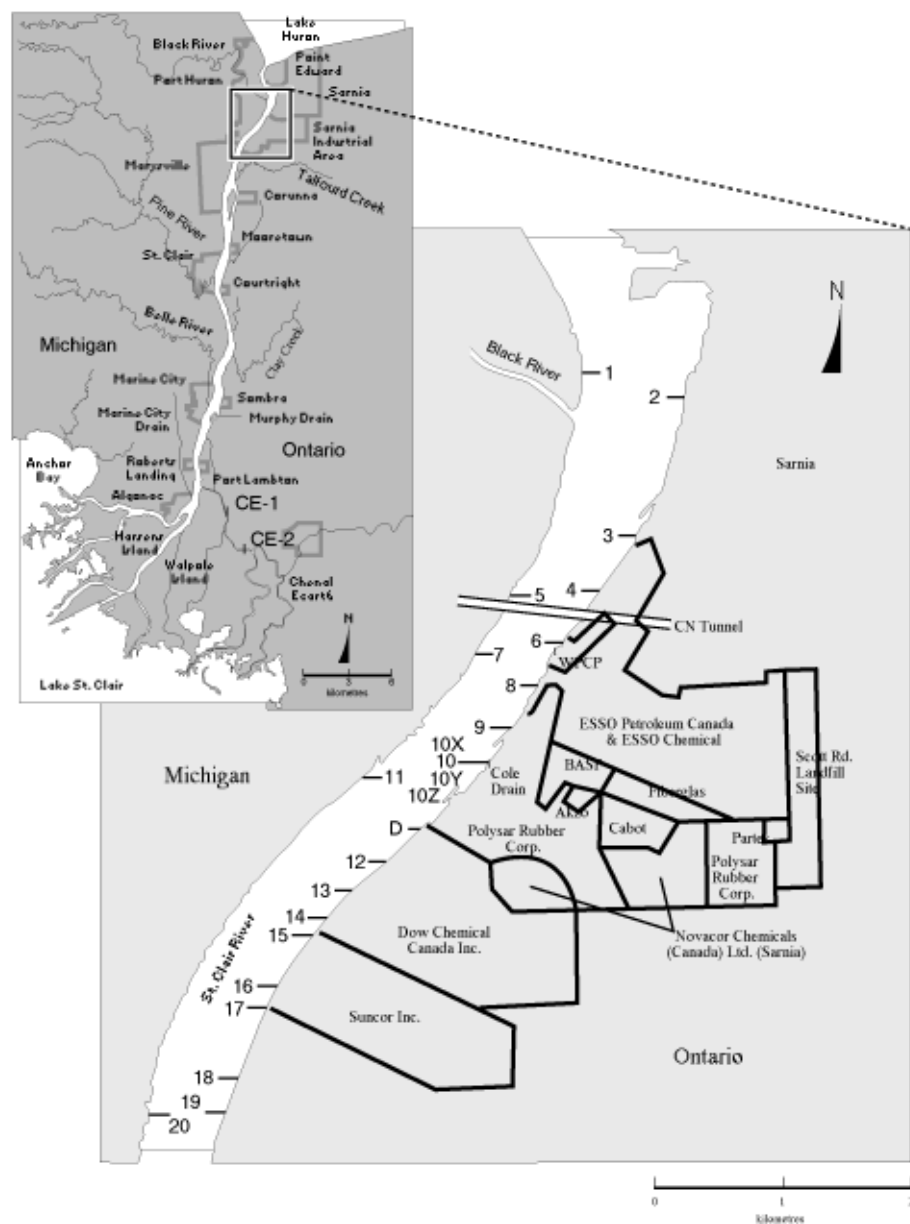 Lake
Huron
Black River
Point
Edward
Port Huron
Sarnia
Sarnia
Industrial
Area
Marysville
Talfourd Creek
Corunna
Pine River
Mooretown
St. Clair
Courtright
Belle River
Michigan
Clay Creek
Marine City
Sombra
Marine City
Drain
Murphy Drain
Ontario
Anchor
Bay
Roberts
Landing
Port Lambton
Algonac
CE-1
CE-2
Harsens
Island
Walpole
Island
Chenal
Ecarté
N
0 3 6
kilometres
Lake St. Clair
N
Black River
1
2
Sarnia
3
4
5
CN Tunnel
6
WPCP
7
8
ESSO Petroleum Canada
& ESSO Chemical
9
10X
10
10Y
10Z
Cole
Drain
BASF
Scott Rd.
Landfill
Site
Michigan
11
Fiberglas
Akzo
D
Polysar Rubber
Corp.
Cabot
Partek
Polysar
Rubber
Corp.
12
13
14
15
Dow Chemical
Canada Inc.
Novacor Chemicals
(Canada) Ltd. (Sarnia)
St. Clair River
16
17
Suncor Inc.
Ontario
18
19
20
0 1 2
kilometres